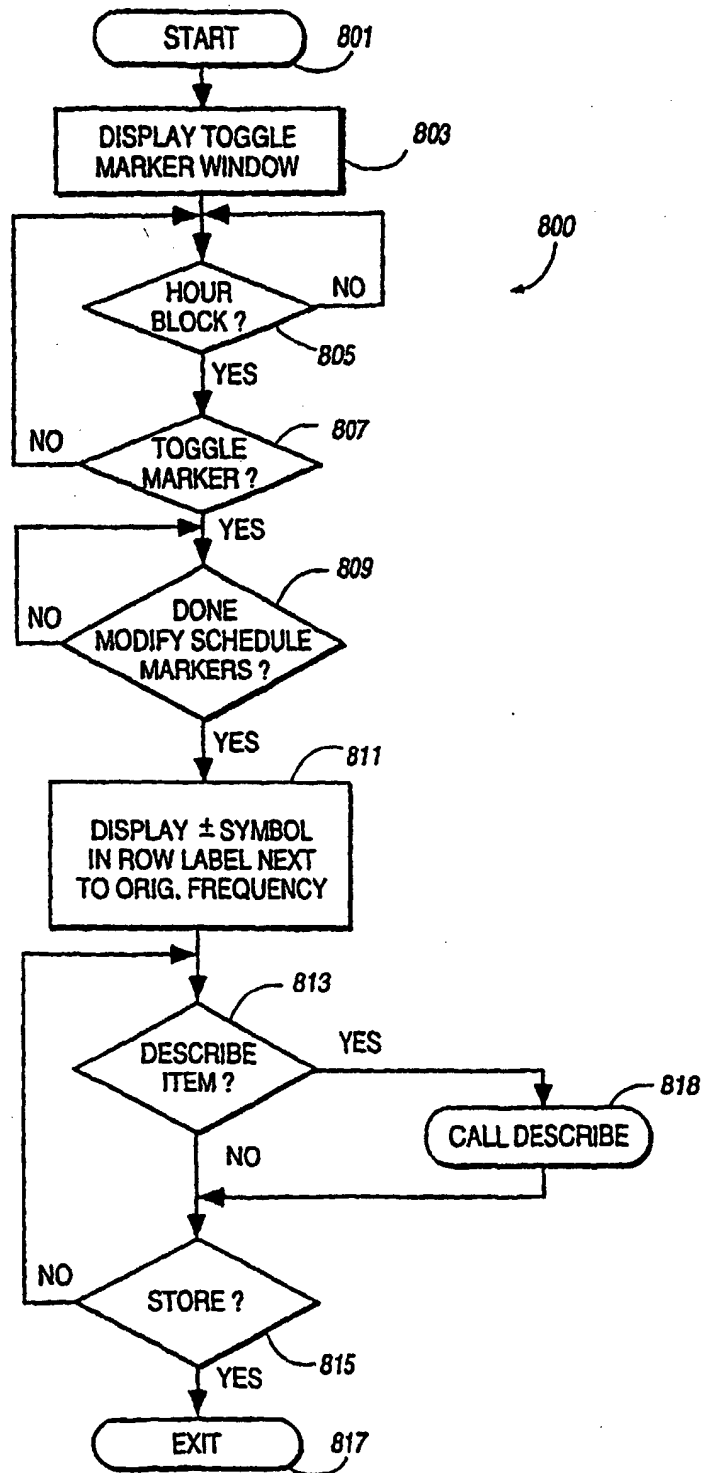 START
801
DISPLAY TOGGLE
MARKER WINDOW
803
800
HOUR
BLOCK ?
NO
805
YES
807
NO
TOGGLE
MARKER ?
YES
809
NO
DONE
MODIFY SCHEDULE
MARKERS ?
YES
811
DISPLAY ± SYMBOL
IN ROW LABEL NEXT
TO ORIG. FREQUENCY
813
DESCRIBE
ITEM ?
YES
818
CALL DESCRIBE
NO
NO
STORE ?
815
YES
EXIT
817